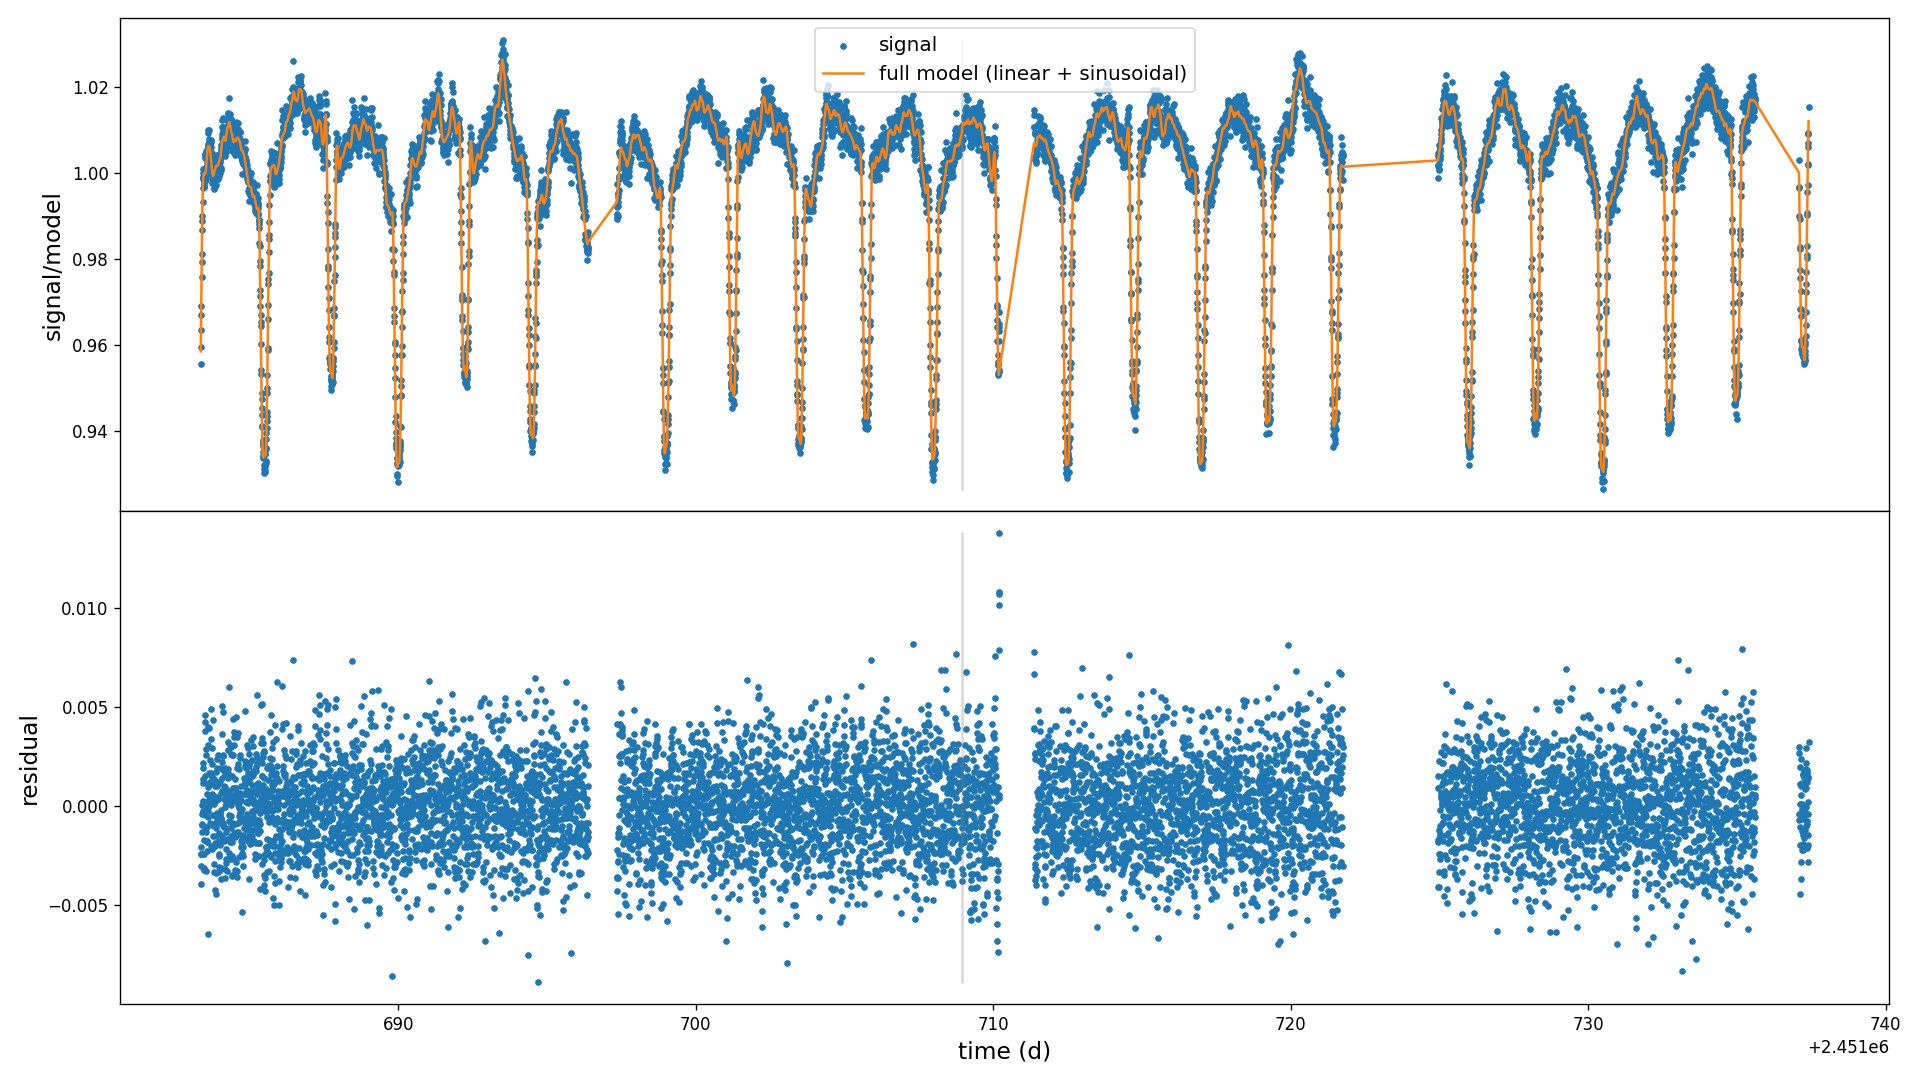 signal
full model (linear + sinusoidal)
1.02
1.00
0.98
0.96
0.94
signal/model
0.010
0.005
0.000
−0.005
residual
690
700
710
720
730
740
time (d)
+2.451e6